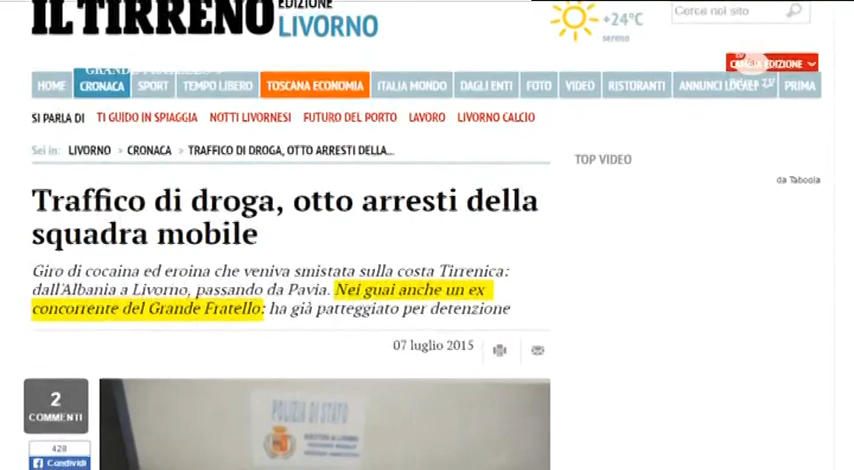 IL TIRRENO EDIZIONE LIVORNO
+24°C
sereno
Cerca nel sito
CAMBIA EDIZIONE
HOME CRONACA SPORT TEMPO LIBERO TOSCANA ECONOMIA ITALIA MONDO DAGLI ENTI FOTO VIDEO RISTORANTI ANNUNCI LOCALI PRIMA
SI PARLA DI TI GUIDO IN SPIAGGIA NOTTI LIVORNESI FUTURO DEL PORTO LAVORO LIVORNO CALCIO
Sei in: LIVORNO > CRONACA > TRAFFICO DI DROGA, OTTO ARRESTI DELLA...
TOP VIDEO
da Taboola
Traffico di droga, otto arresti della
squadra mobile
Giro di cocaina ed eroina che veniva smistata sulla costa Tirrenica:
dall'Albania a Livorno, passando da Pavia. Nei guai anche un ex
concorrente del Grande Fratello: ha già patteggiato per detenzione
07 luglio 2015
2
COMMENTI
428
Condividi
POLIZIA DI STATO